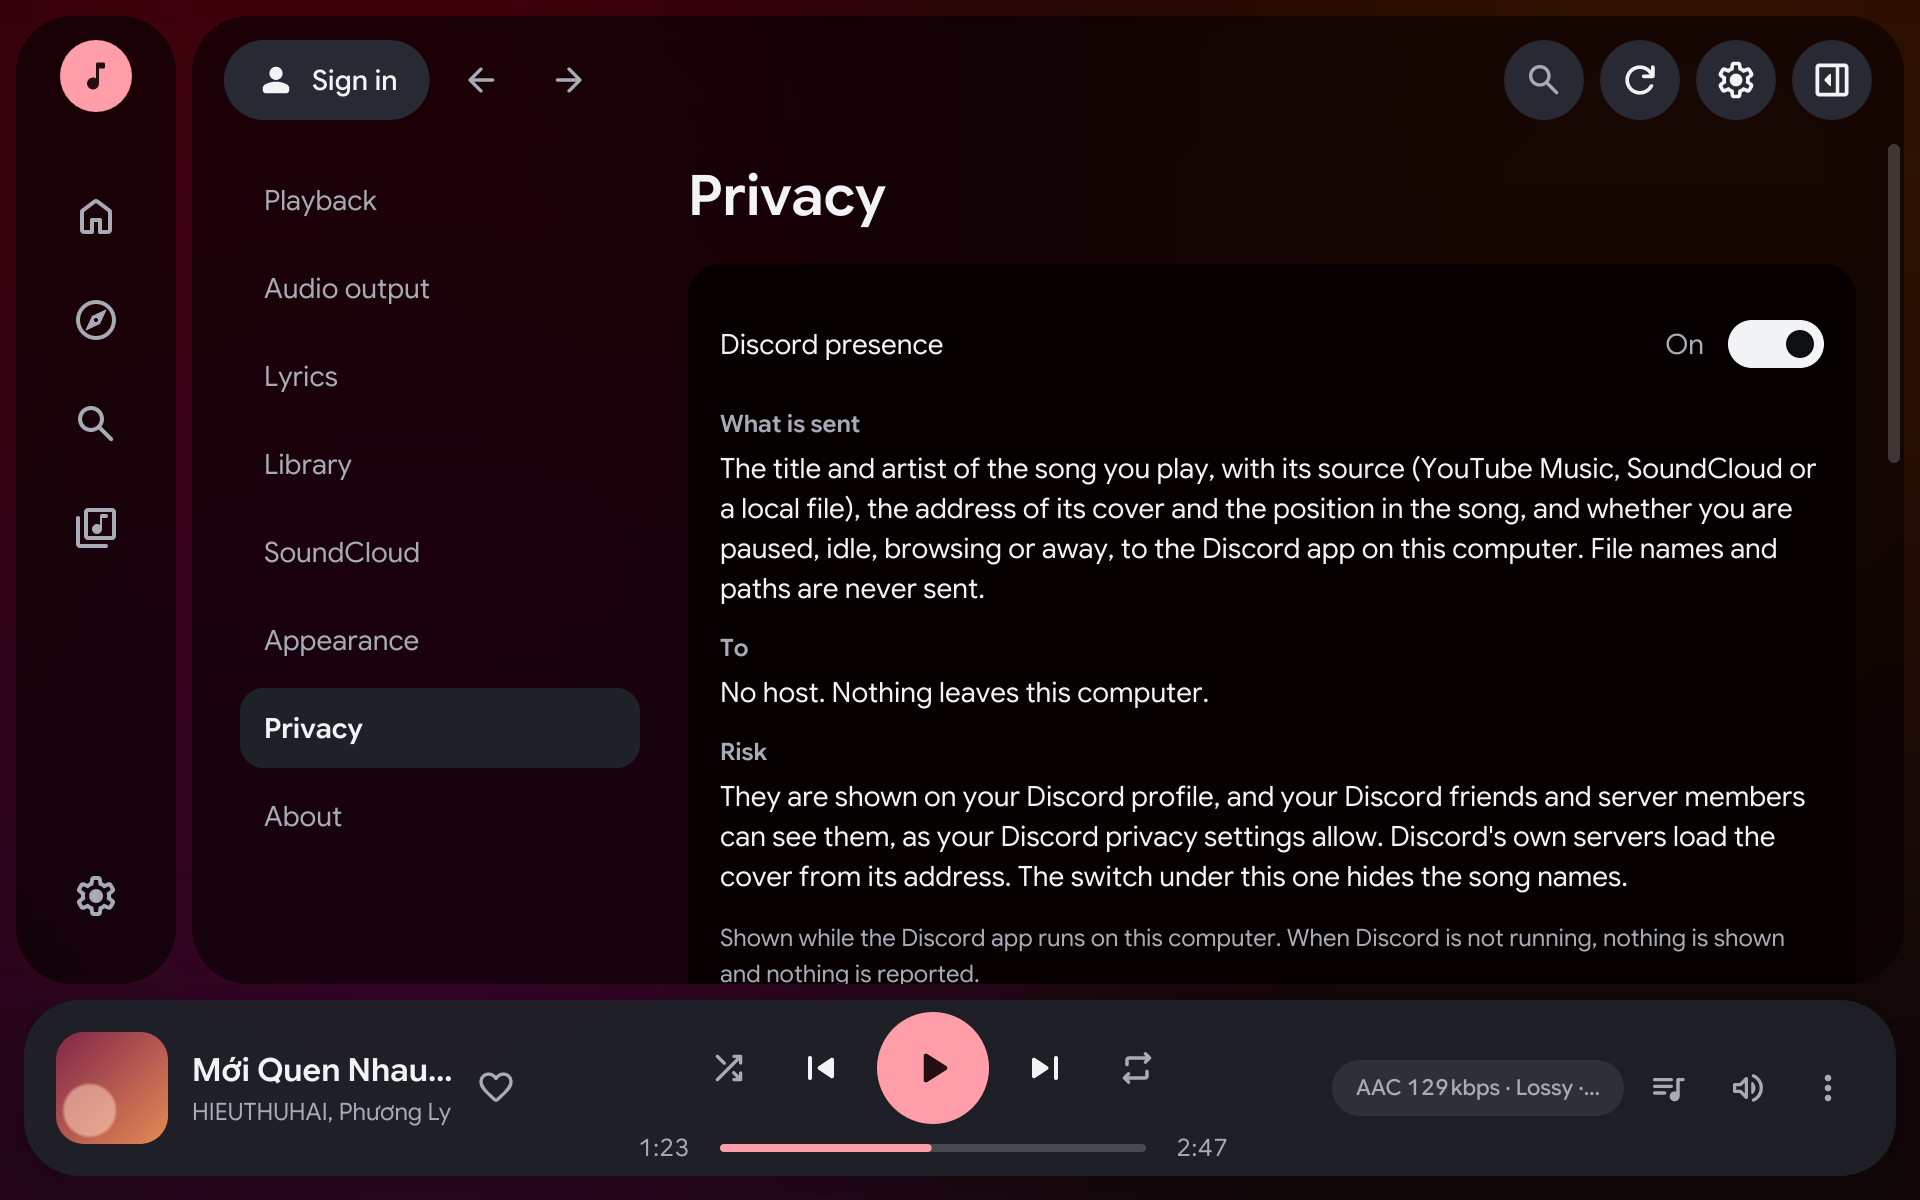 Sign in
Playback
Audio output
Lyrics
Library
SoundCloud
Appearance
Privacy
About
Privacy
Discord presence
On
What is sent
The title and artist of the song you play, with its source (YouTube Music, SoundCloud or
a local file), the address of its cover and the position in the song, and whether you are
paused, idle, browsing or away, to the Discord app on this computer. File names and
paths are never sent.
To
No host. Nothing leaves this computer.
Risk
They are shown on your Discord profile, and your Discord friends and server members
can see them, as your Discord privacy settings allow. Discord's own servers load the
cover from its address. The switch under this one hides the song names.
Shown while the Discord app runs on this computer. When Discord is not running, nothing is shown
and nothing is reported.
Mới Quen Nhau...
HIEUTHUHAI, Phương Ly
1:23
2:47
AAC 129kbps · Lossy ·...